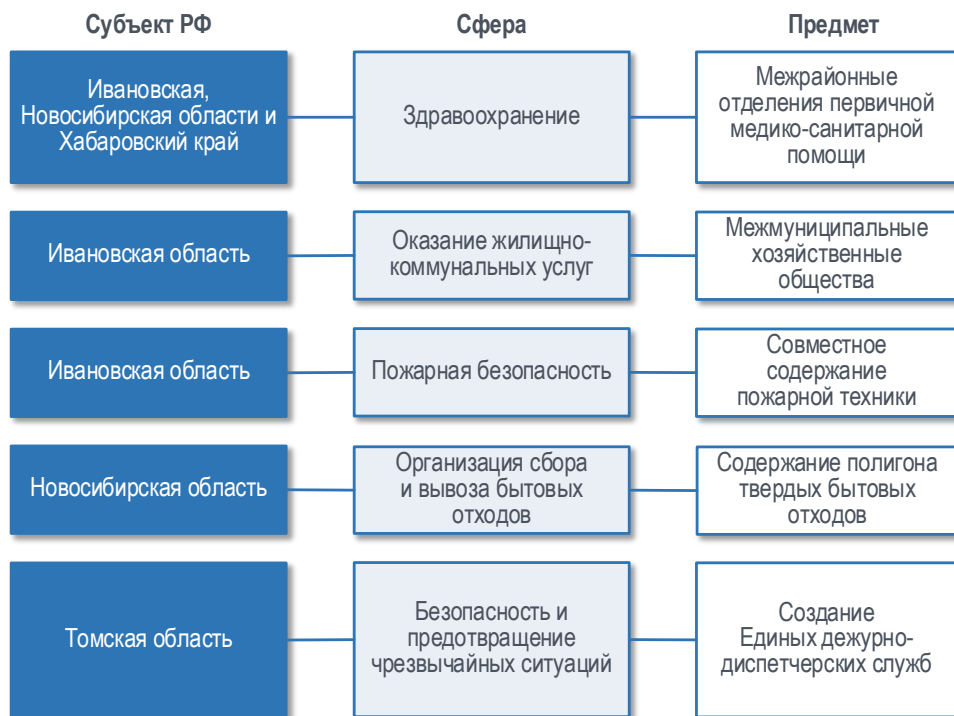 Субъект РФ
Сфера
Предмет
Ивановская,
Новосибирская области и
Хабаровский край
Здравоохранение
Межрайонные
отделения первичной
медико-санитарной
помощи
Ивановская область
Оказание жилищно-
коммунальных услуг
Межмуниципальные
хозяйственные
общества
Ивановская область
Пожарная безопасность
Совместное
содержание
пожарной техники
Новосибирская область
Организация сбора
и вывоза бытовых
отходов
Содержание полигона
твердых бытовых
отходов
Томская область
Безопасность и
предотвращение
чрезвычайных ситуаций
Создание
Единых дежурно-
диспетчерских служб